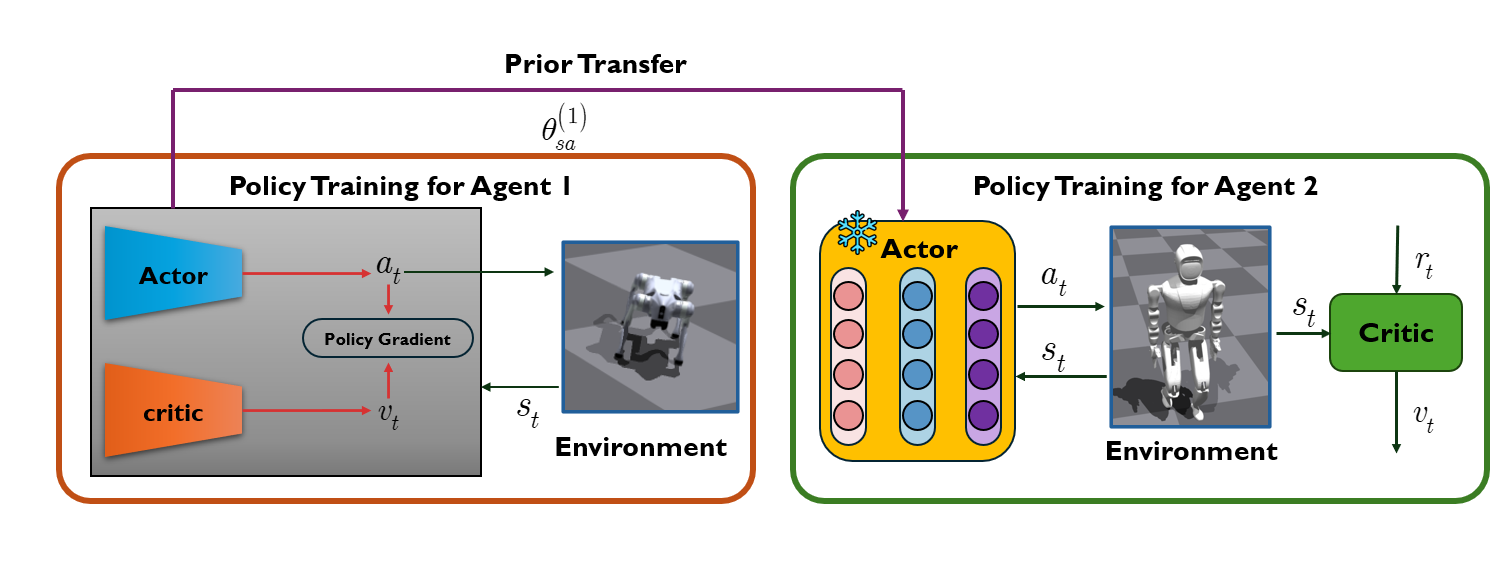 Prior Transfer
θ_{sa}^{(1)}
Policy Training for Agent 1
Actor
a_t
Policy Gradient
critic
v_t
s_t
Environment
Policy Training for Agent 2
Actor
a_t
s_t
Environment
s_t
r_t
Critic
v_t